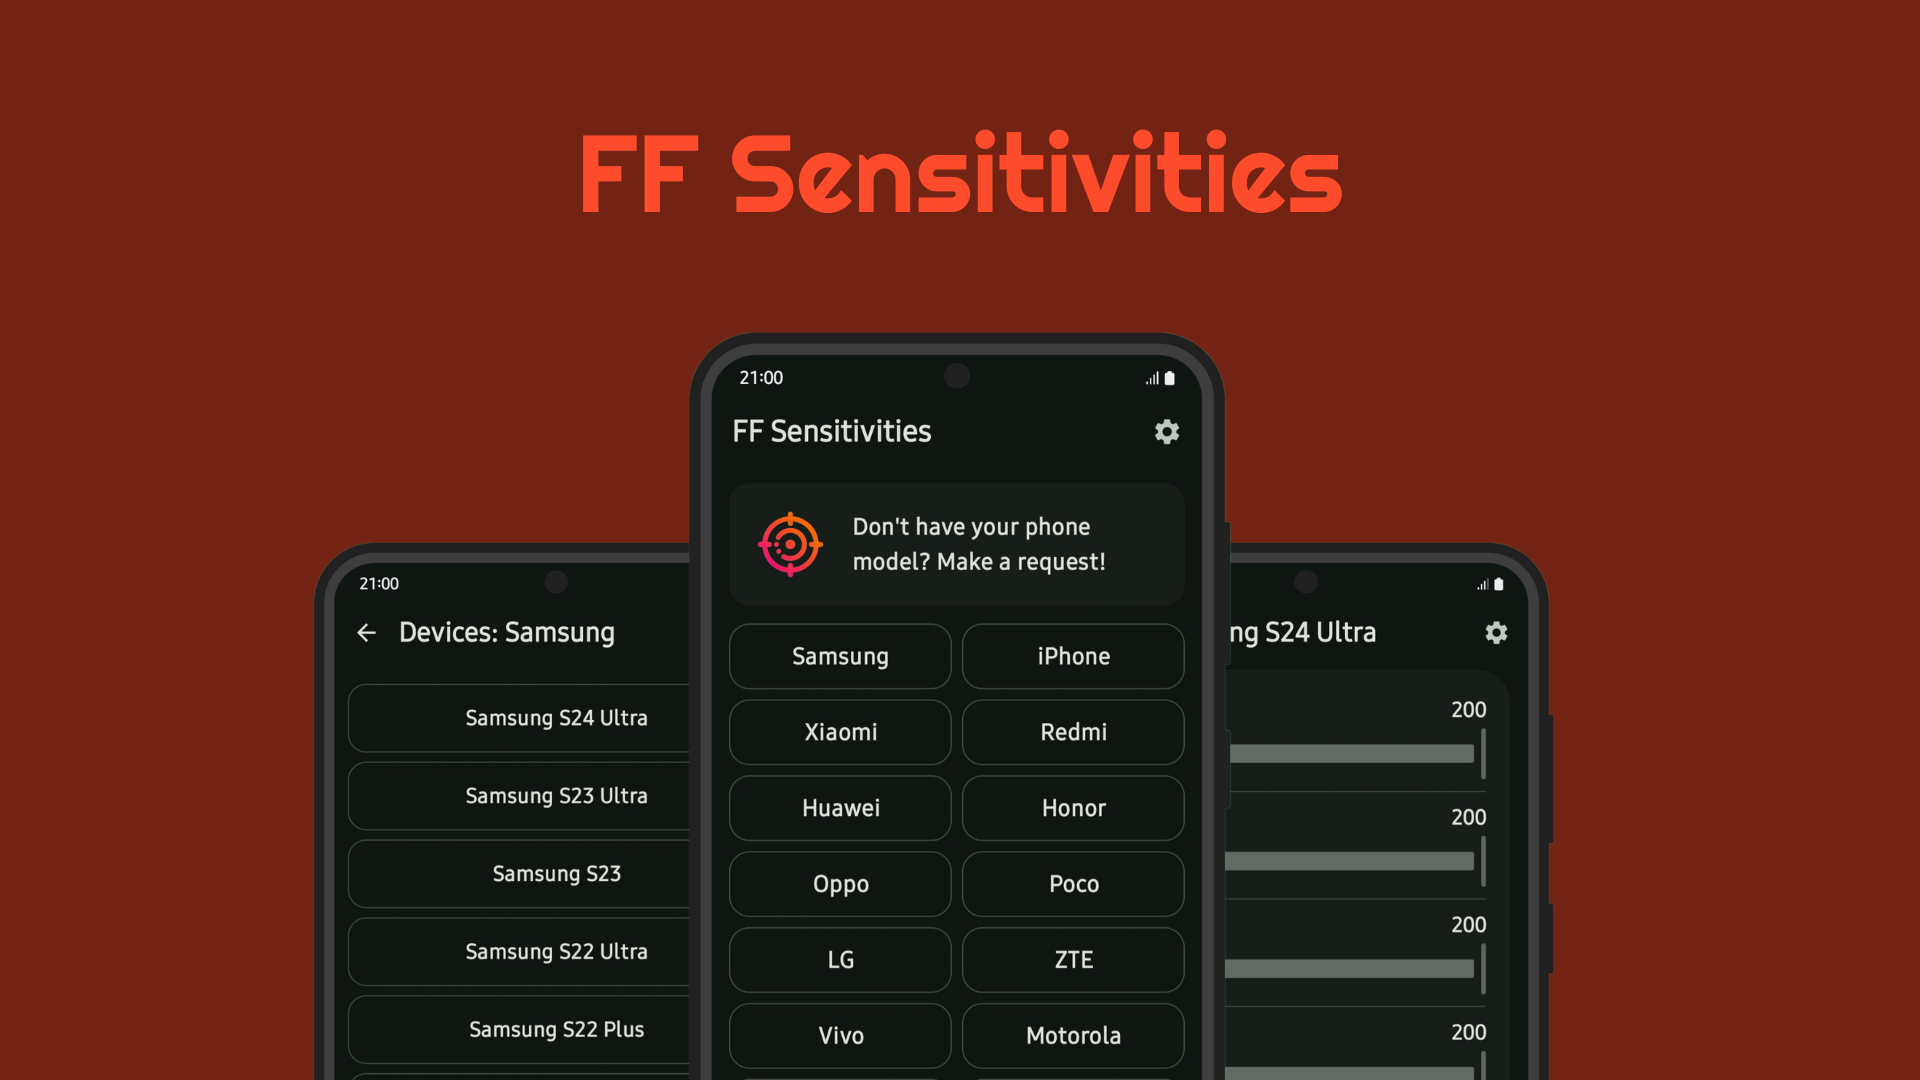 FF Sensitivities
21:00
FF Sensitivities
Don't have your phone
model? Make a request!
Samsung
iPhone
Xiaomi
Redmi
Huawei
Honor
Oppo
Poco
LG
ZTE
Vivo
Motorola
21:00
Devices: Samsung
Samsung S24 Ultra
Samsung S23 Ultra
Samsung S23
Samsung S22 Ultra
Samsung S22 Plus
ng S24 Ultra
200
200
200
200